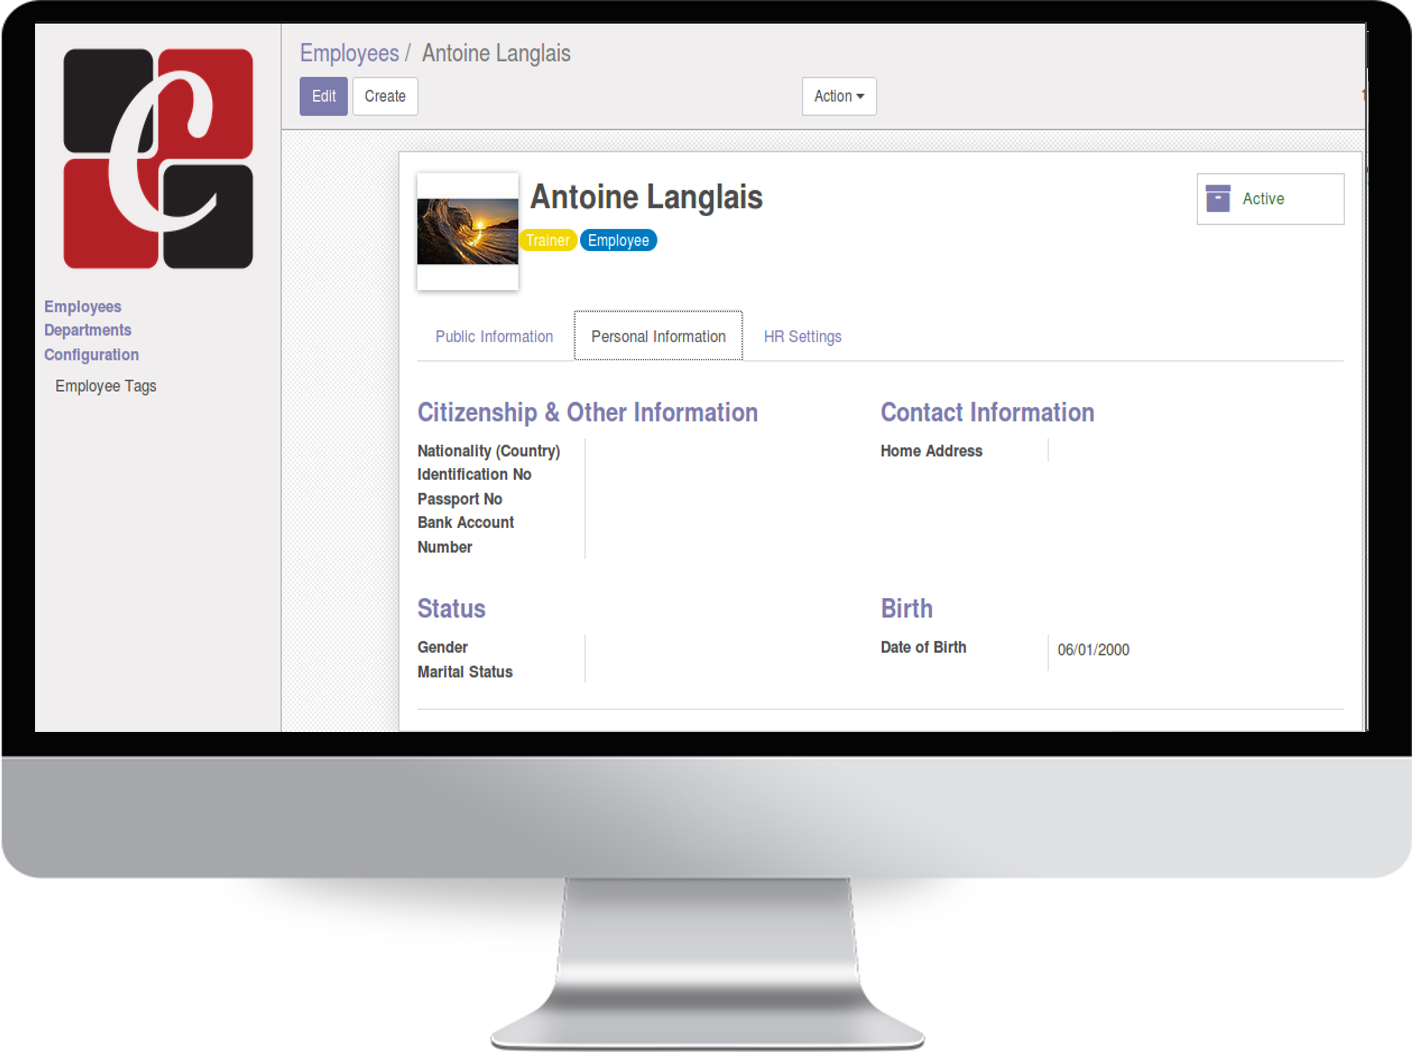 C
Employees / Antoine Langlais
Edit Create Action
Antoine Langlais
Active
Trainer Employee
Employees
Departments
Configuration
Employee Tags
Public Information Personal Information HR Settings
Citizenship & Other Information
Nationality (Country)
Identification No
Passport No
Bank Account
Number
Contact Information
Home Address
Status
Gender
Marital Status
Birth
Date of Birth 06/01/2000